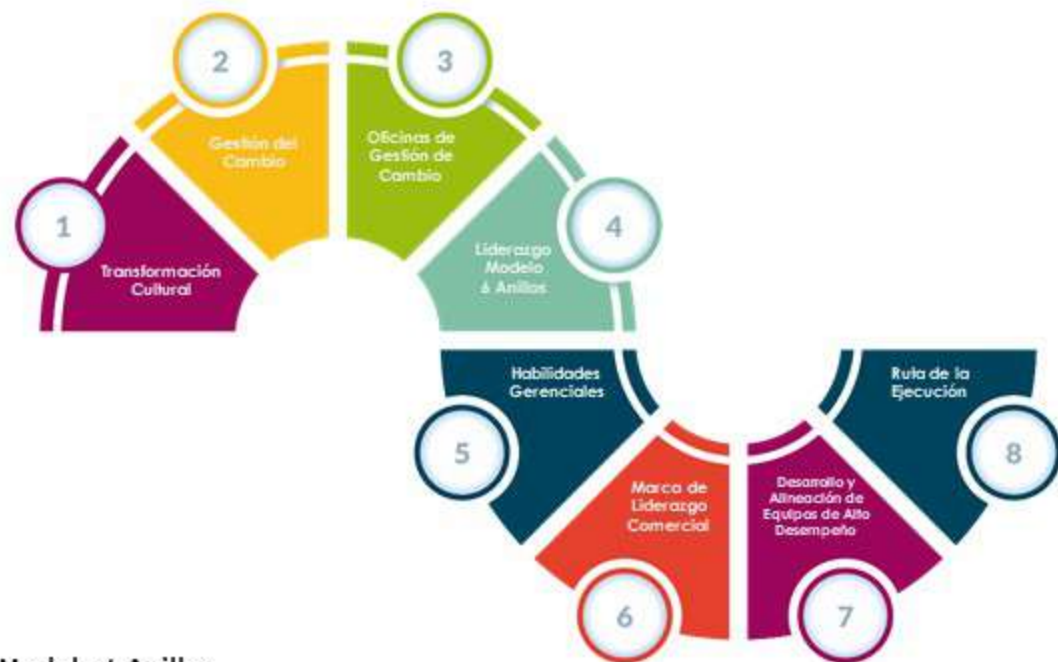 1
Transformación
Cultural
2
Gestión del
Cambio
3
Oficinas de
Gestión de
Cambio
4
Liderazgo
Modelo
6 Anillos
5
Habilidades
Gerenciales
6
Marca de
Liderazgo
Comercial
7
Desarrollo y
Alineación de
Equipos de Alto
Desempeño
8
Ruta de la
Ejecución